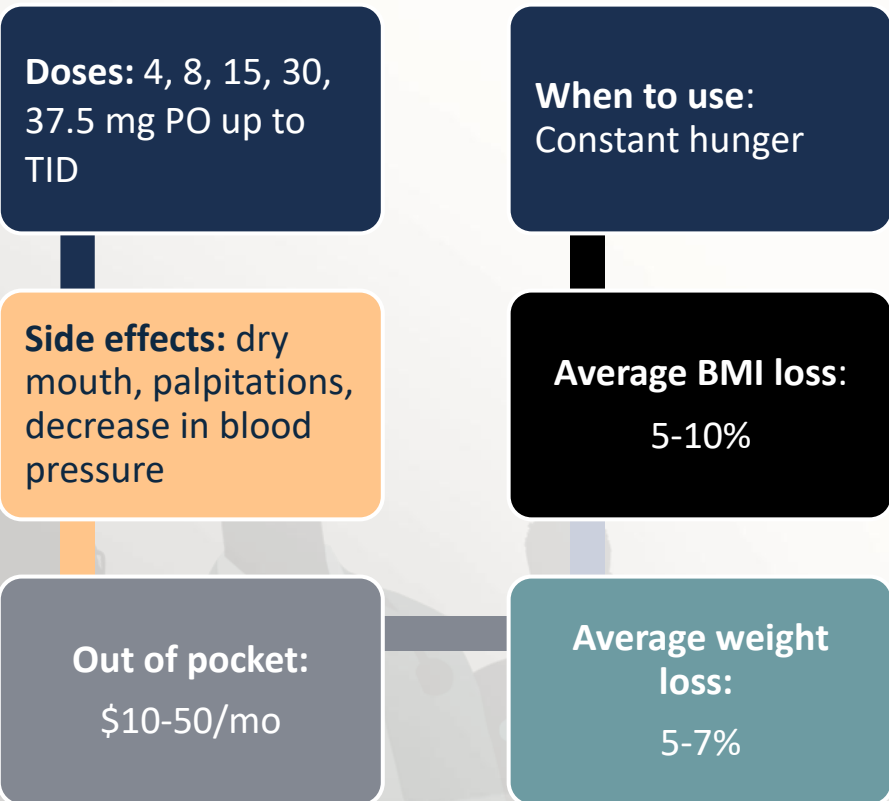 Doses: 4, 8, 15, 30,
37.5 mg PO up to
TID
Side effects: dry
mouth, palpitations,
decrease in blood
pressure
Out of pocket:
$10-50/mo
When to use:
Constant hunger
Average BMI loss:
5-10%
Average weight
loss:
5-7%